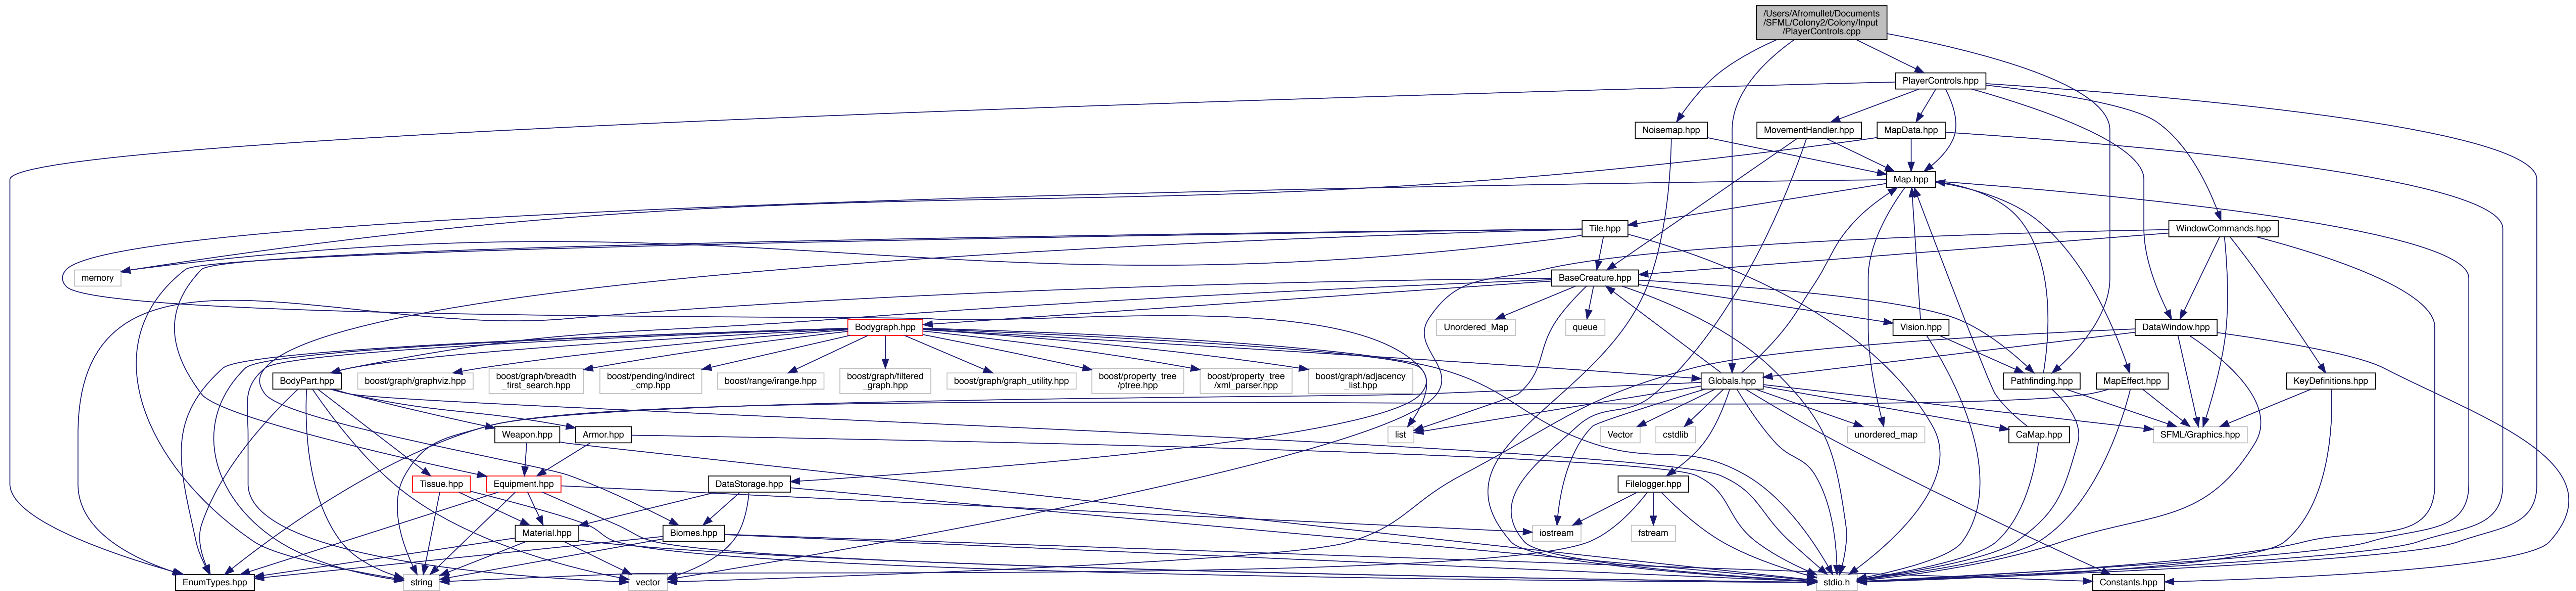 /Users/Afromullet/Documents
/SFML/Colony2/Colony/Input
/PlayerControls.cpp
PlayerControls.hpp
Noisemap.hpp
MovementHandler.hpp
MapData.hpp
Map.hpp
Tile.hpp
WindowCommands.hpp
memory
BaseCreature.hpp
Unordered_Map
queue
Bodygraph.hpp
Vision.hpp
DataWindow.hpp
BodyPart.hpp
boost/graph/graphviz.hpp
boost/graph/breadth
_first_search.hpp
boost/pending/indirect
_cmp.hpp
boost/range/irange.hpp
boost/graph/filtered
_graph.hpp
boost/graph/graph_utility.hpp
boost/property_tree
/ptree.hpp
boost/property_tree
/xml_parser.hpp
boost/graph/adjacency
_list.hpp
Globals.hpp
Pathfinding.hpp
MapEffect.hpp
KeyDefinitions.hpp
Weapon.hpp
Armor.hpp
list
Vector
cstdlib
unordered_map
CaMap.hpp
SFML/Graphics.hpp
Tissue.hpp
Equipment.hpp
DataStorage.hpp
Filelogger.hpp
Material.hpp
Biomes.hpp
iostream
fstream
EnumTypes.hpp
string
vector
stdio.h
Constants.hpp